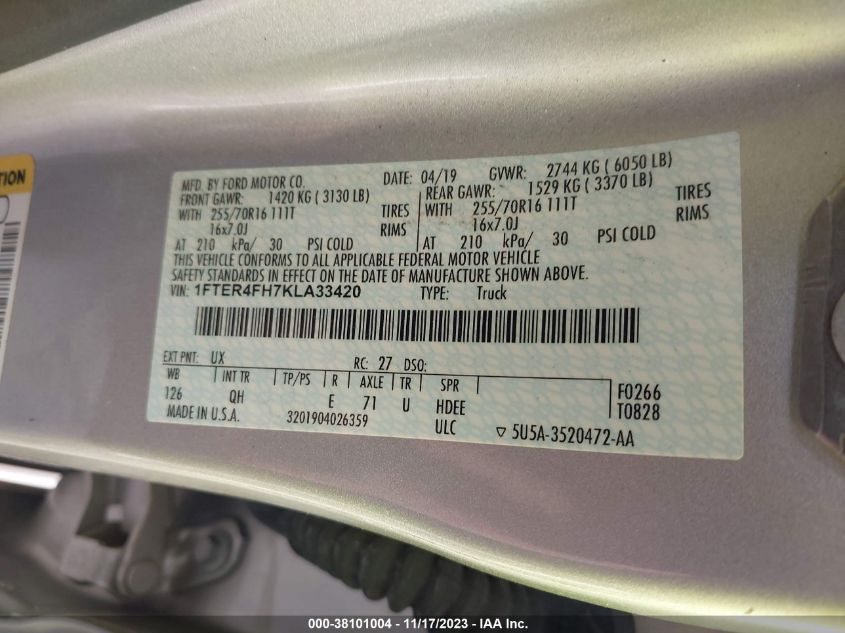 TION
MFD. BY FORD MOTOR CO.
DATE: 04/19 GVWR: 2744 KG ( 6050 LB)
FRONT GAWR: 1420 KG ( 3130 LB)
REAR GAWR: 1529 KG ( 3370 LB)
WITH 255/70R16 111T TIRES
WITH 255/70R16 111T TIRES
16x7.0J RIMS
16x7.0J RIMS
AT 210 kPa/ 30 PSI COLD
AT 210 kPa/ 30 PSI COLD
THIS VEHICLE CONFORMS TO ALL APPLICABLE FEDERAL MOTOR VEHICLE
SAFETY STANDARDS IN EFFECT ON THE DATE OF MANUFACTURE SHOWN ABOVE.
VIN: 1FTER4FH7KLA33420 TYPE: Truck
EXT PNT: UX RC: 27 DSO:
WB INT TR TP/PS R AXLE TR SPR
126 QH E 71 U HDEE
F0266
T0828
MADE IN U.S.A. 3201904026359 ULC
▽ 5U5A-3520472-AA
000-38101004 - 11/17/2023 - IAA Inc.